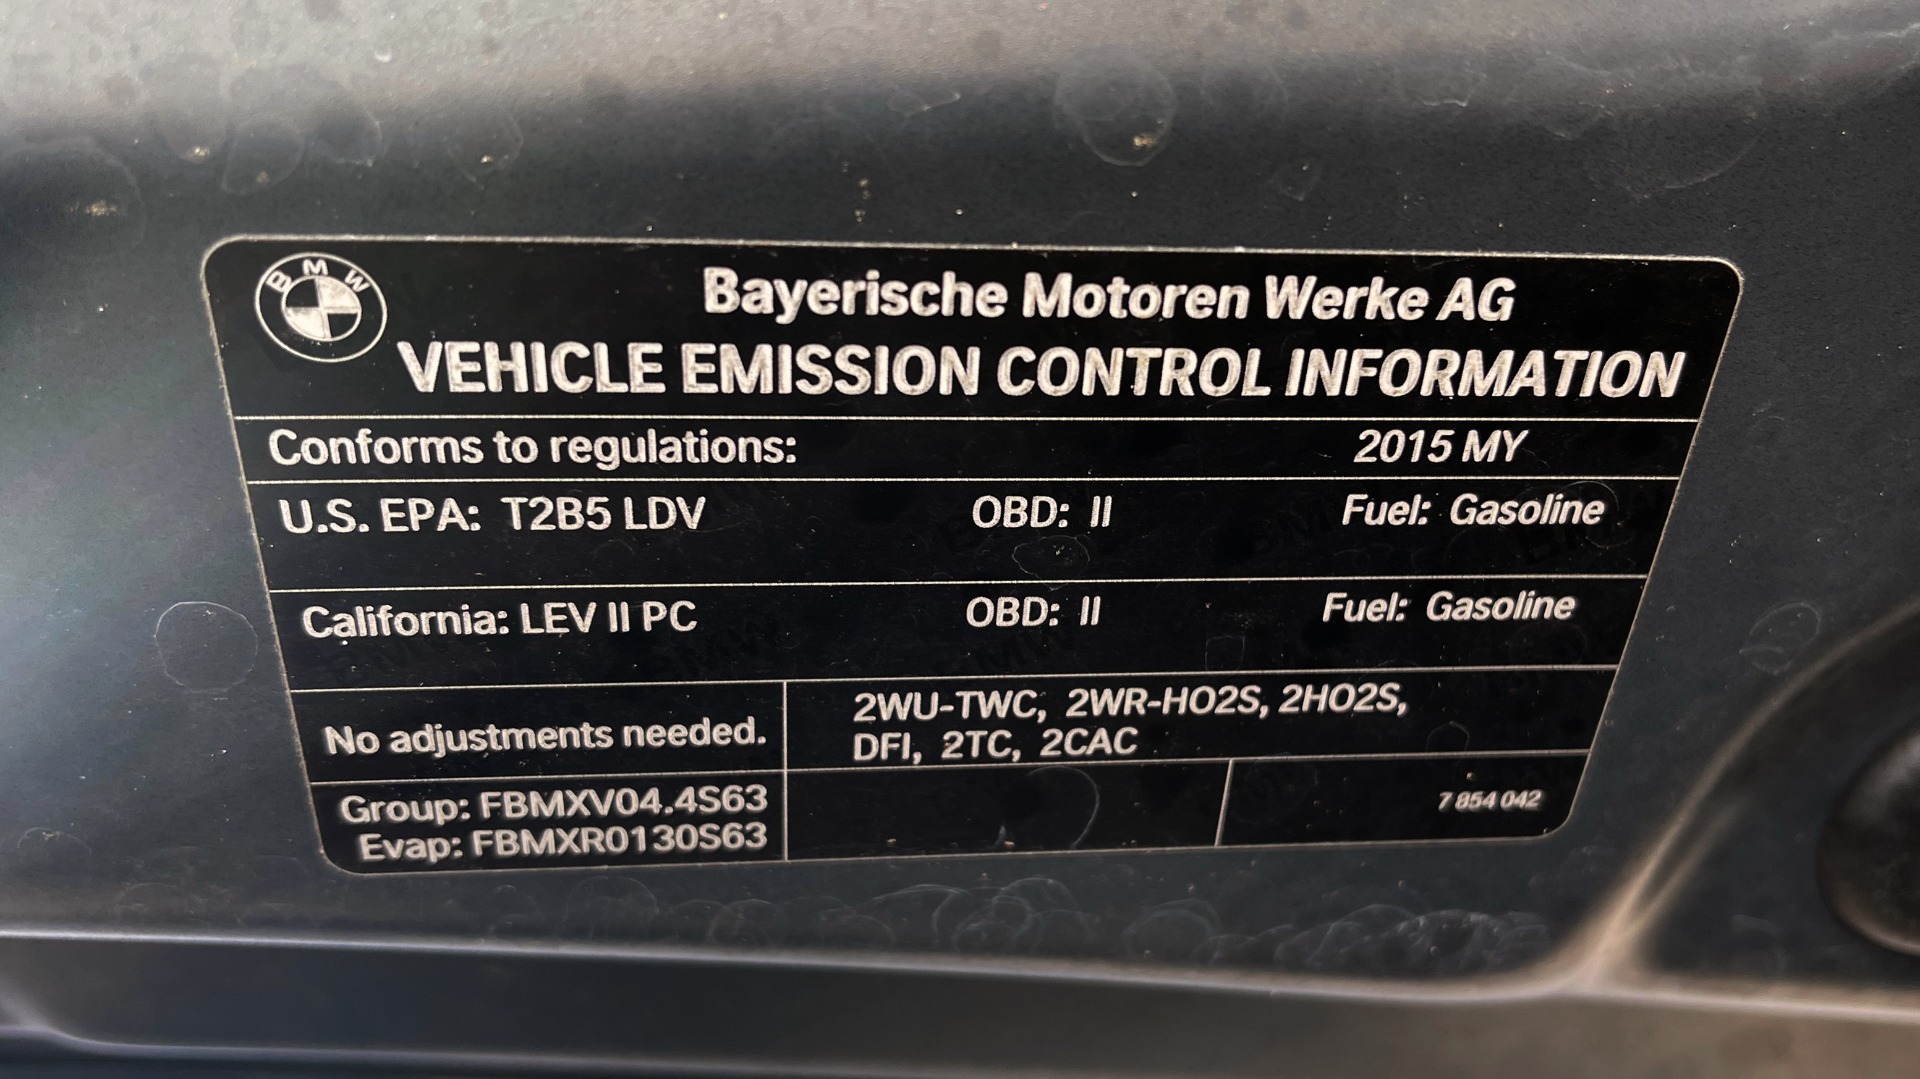 BMW
Bayerische Motoren Werke AG
VEHICLE EMISSION CONTROL INFORMATION
Conforms to regulations: 2015 MY
U.S. EPA: T2B5 LDV OBD: II Fuel: Gasoline
California: LEV II PC OBD: II Fuel: Gasoline
No adjustments needed.
2WU-TWC, 2WR-HO2S, 2HO2S,
DFI, 2TC, 2CAC
Group: FBMXV04.4S63
Evap: FBMXR0130S63
7 854 042